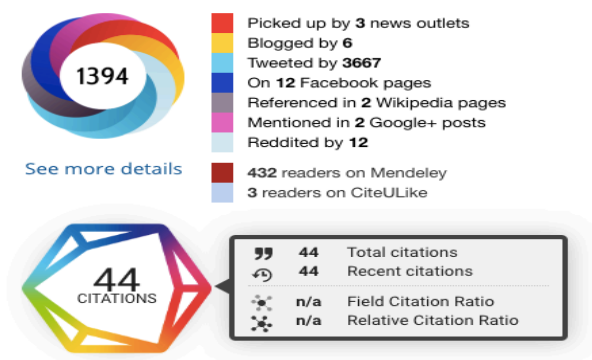 1394
See more details
Picked up by 3 news outlets
Blogged by 6
Tweeted by 3667
On 12 Facebook pages
Referenced in 2 Wikipedia pages
Mentioned in 2 Google+ posts
Reddited by 12
432 readers on Mendeley
3 readers on CiteULike
44
CITATIONS
44 Total citations
44 Recent citations
n/a Field Citation Ratio
n/a Relative Citation Ratio